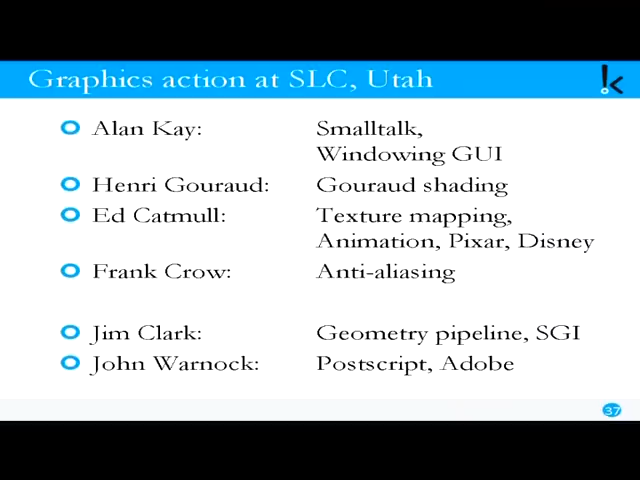 Graphics action at SLC, Utah
Alan Kay: Smalltalk,
Windowing GUI
Henri Gouraud: Gouraud shading
Ed Catmull: Texture mapping,
Animation, Pixar, Disney
Frank Crow: Anti-aliasing
Jim Clark: Geometry pipeline, SGI
John Warnock: Postscript, Adobe
37